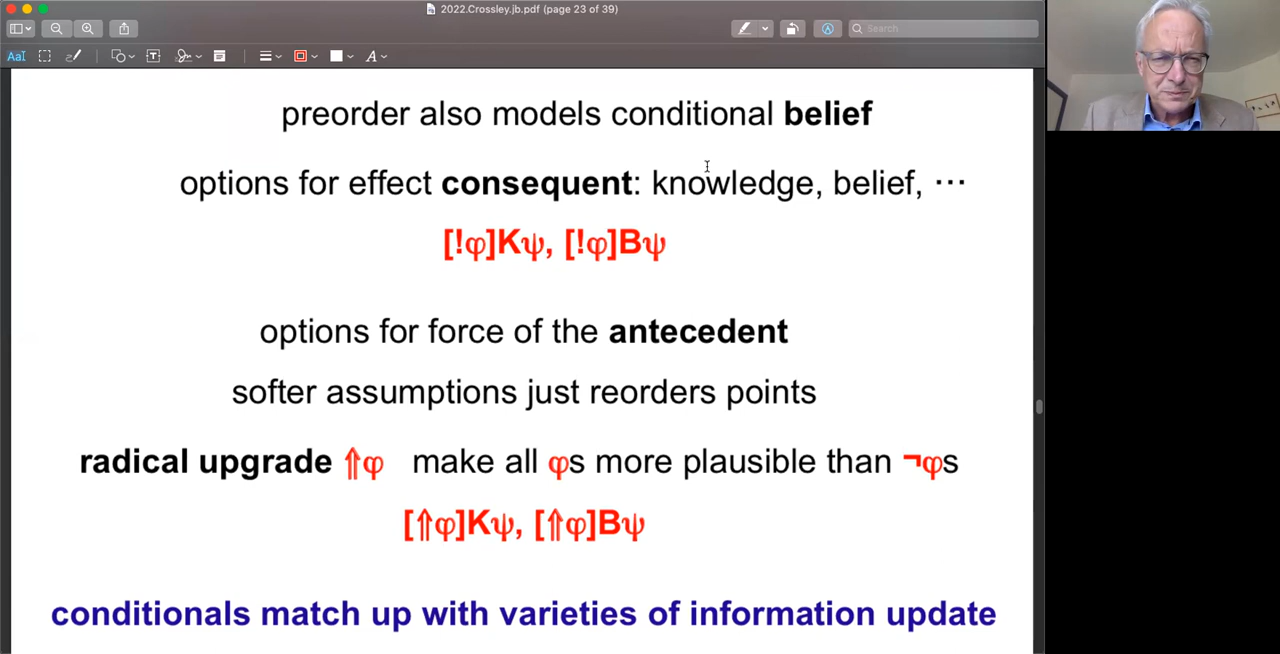 2022.Crossley.jb.pdf (page 23 of 39)
Search
preorder also models conditional belief
options for effect consequent: knowledge, belief, ⋯
[!φ]Kψ, [!φ]Bψ
options for force of the antecedent
softer assumptions just reorders points
radical upgrade ⇑φ make all φs more plausible than ¬φs
[⇑φ]Kψ, [⇑φ]Bψ
conditionals match up with varieties of information update